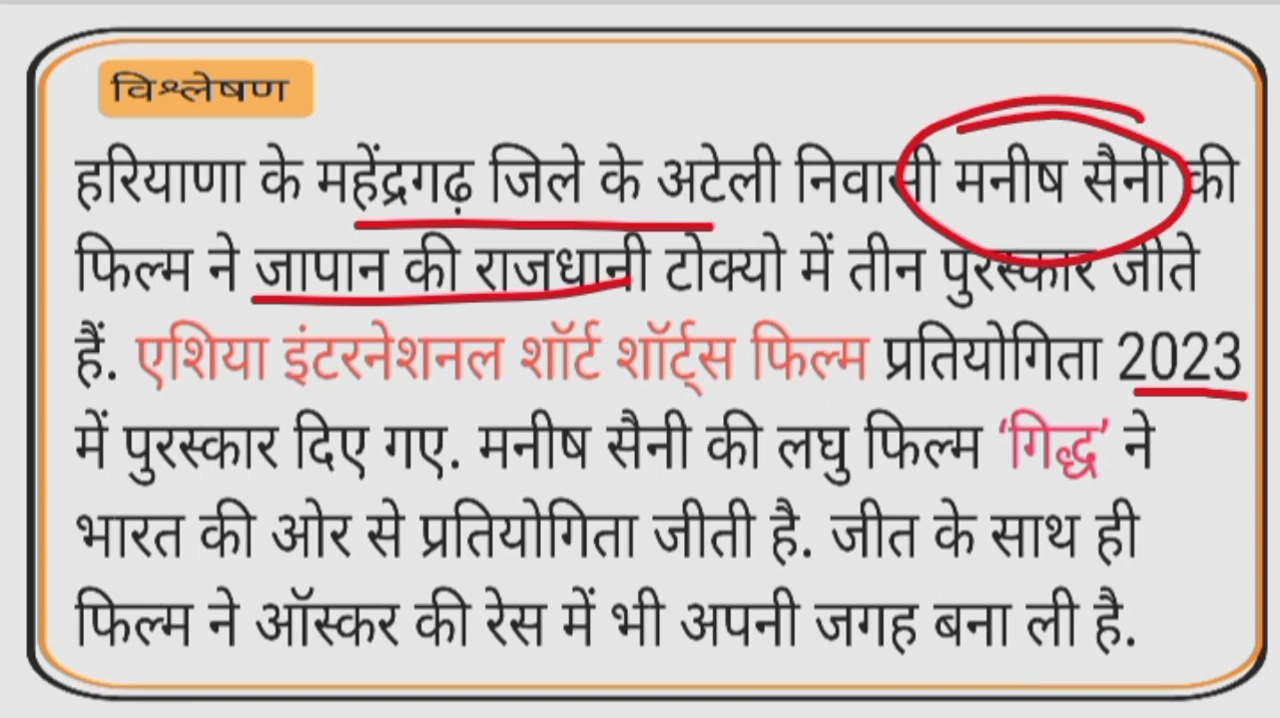 विश्लेषण
हरियाणा के महेंद्रगढ़ जिले के अटेली निवासी मनीष सैनी की
फिल्म ने जापान की राजधानी टोक्यो में तीन पुरस्कार जीते
हैं. एशिया इंटरनेशनल शॉर्ट शॉर्ट्स फिल्म प्रतियोगिता 2023
में पुरस्कार दिए गए. मनीष सैनी की लघु फिल्म ‘गिद्ध’ ने
भारत की ओर से प्रतियोगिता जीती है. जीत के साथ ही
फिल्म ने ऑस्कर की रेस में भी अपनी जगह बना ली है.